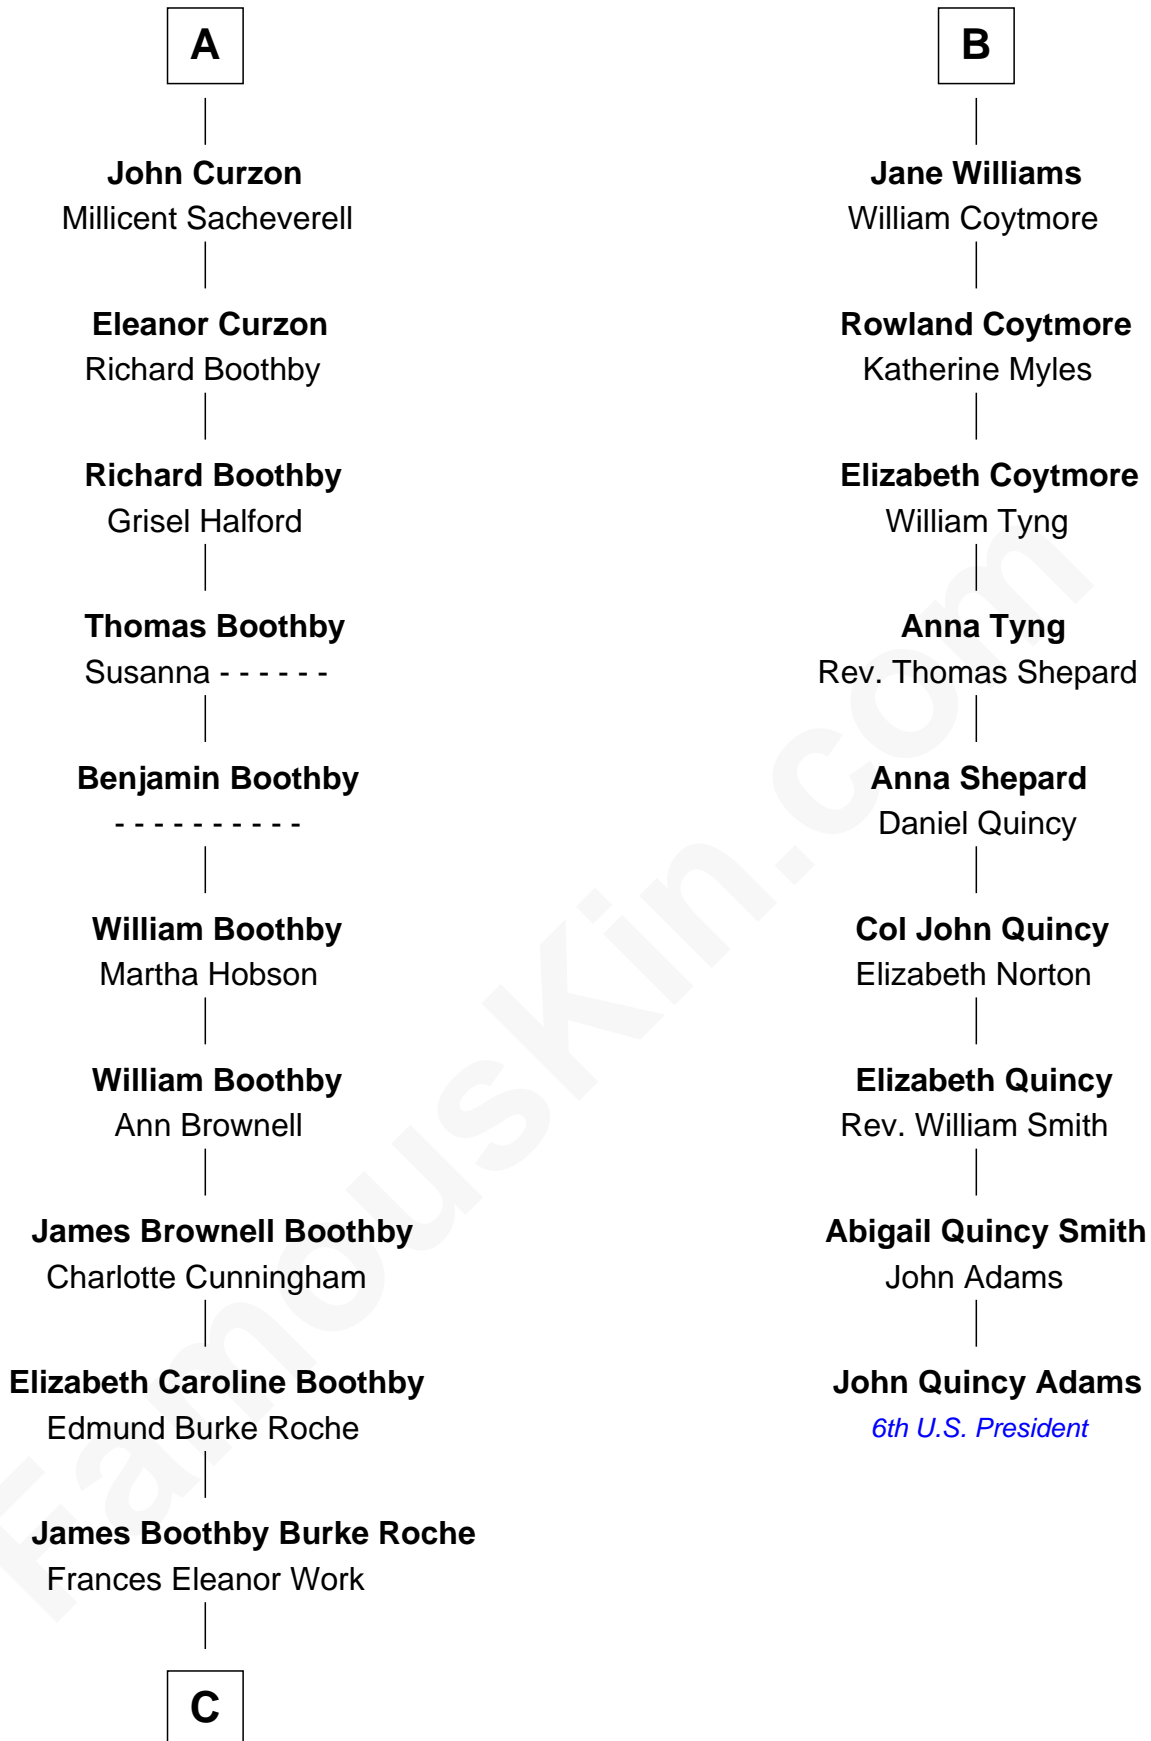 A
John Curzon
Millicent Sacheverell
Eleanor Curzon
Richard Boothby
Richard Boothby
Grisel Halford
Thomas Boothby
Susanna - - - - - -
Benjamin Boothby
- - - - - - - - - -
William Boothby
Martha Hobson
William Boothby
Ann Brownell
James Brownell Boothby
Charlotte Cunningham
Elizabeth Caroline Boothby
Edmund Burke Roche
James Boothby Burke Roche
Frances Eleanor Work
C
B
Jane Williams
William Coytmore
Rowland Coytmore
Katherine Myles
Elizabeth Coytmore
William Tyng
Anna Tyng
Rev. Thomas Shepard
Anna Shepard
Daniel Quincy
Col John Quincy
Elizabeth Norton
Elizabeth Quincy
Rev. William Smith
Abigail Quincy Smith
John Adams
John Quincy Adams
6th U.S. President
FamousKin.com